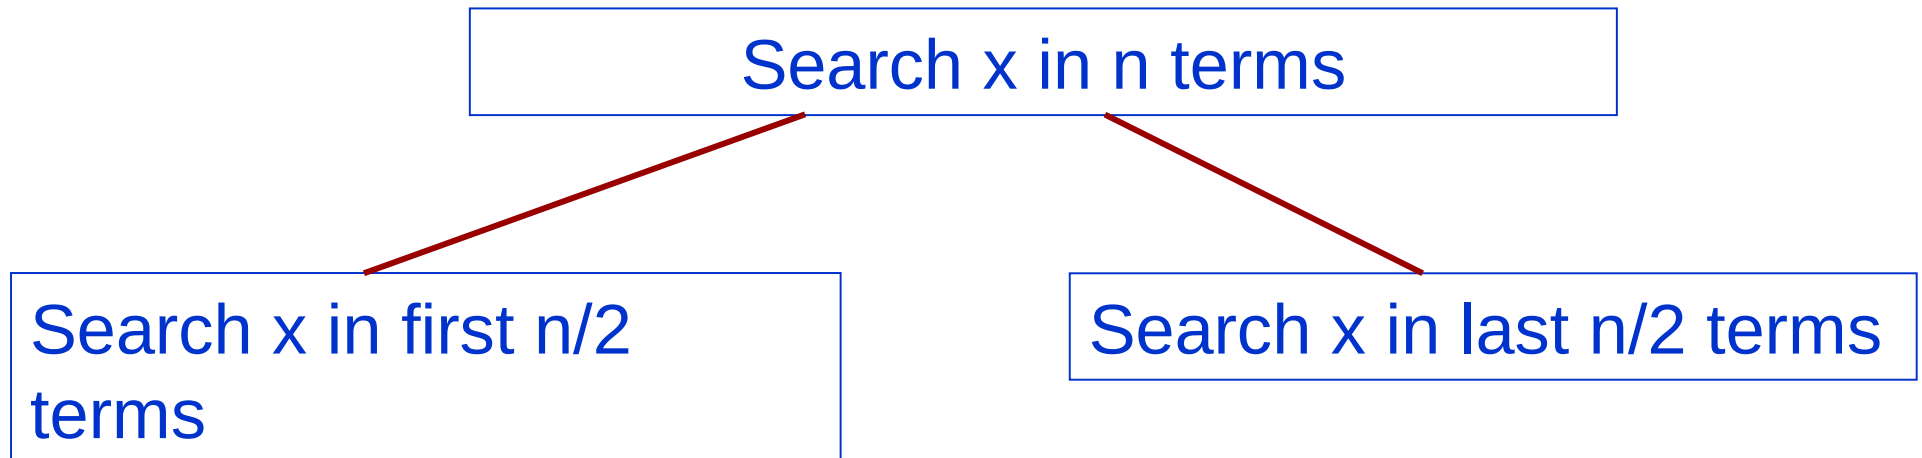 Search x in n terms
Search x in first n/2
terms
Search x in last n/2 terms